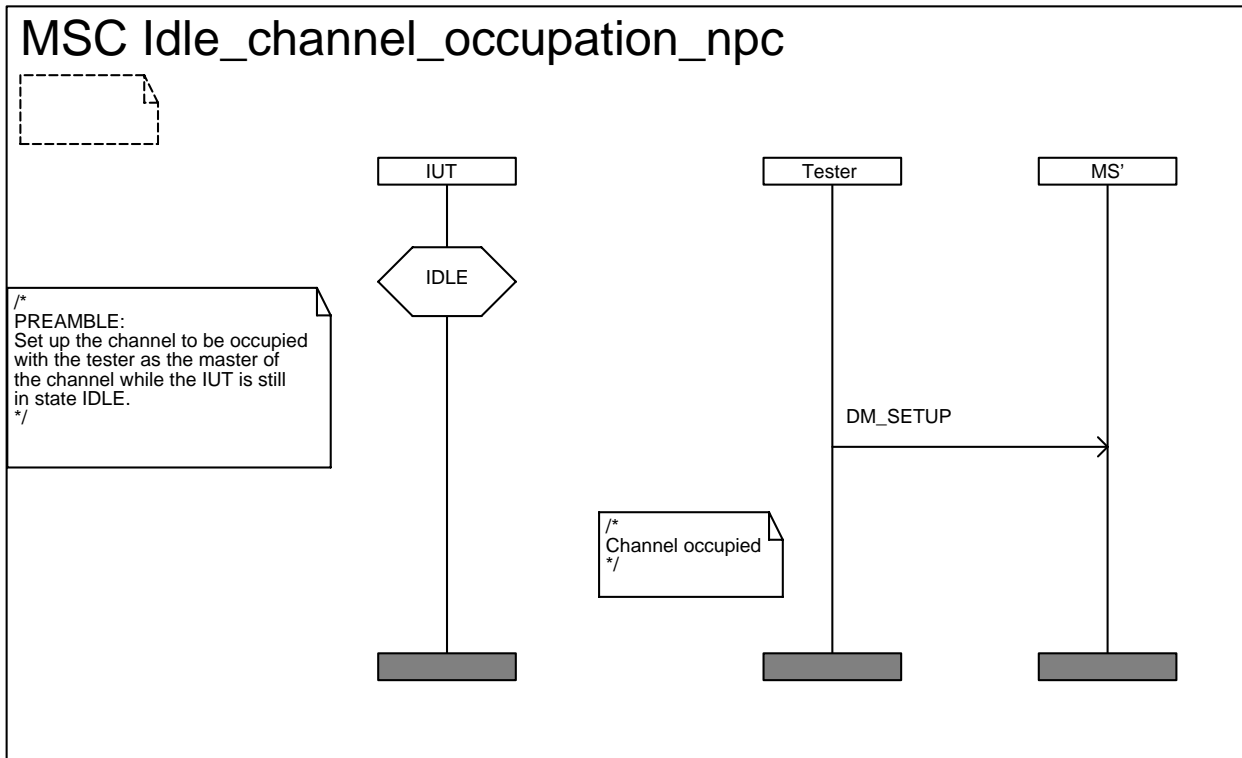 MSC Idle_channel_occupation_npc
IUT
Tester
MS’
IDLE
/*
PREAMBLE:
Set up the channel to be occupied
with the tester as the master of
the channel while the IUT is still
in state IDLE.
*/
DM_SETUP
/*
Channel occupied
*/